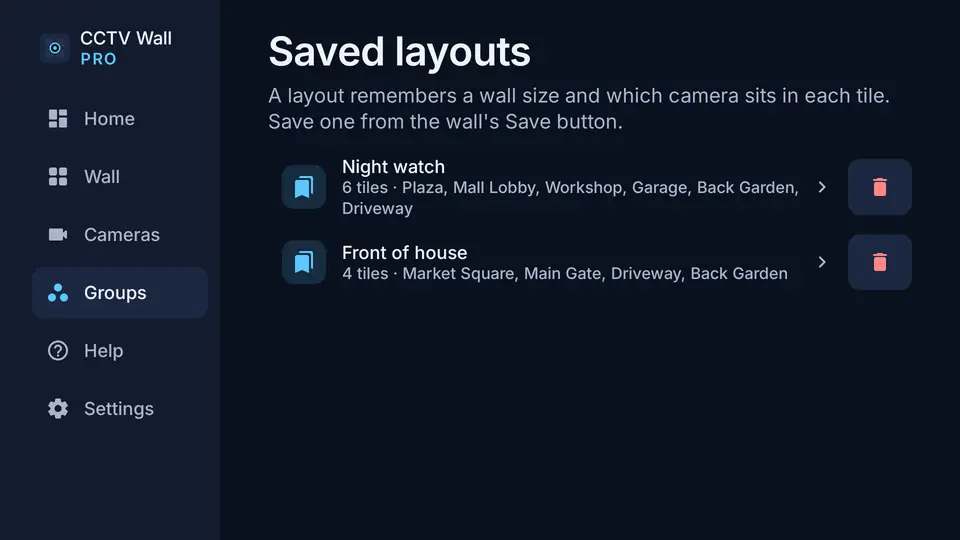 CCTV Wall
PRO
Home
Wall
Cameras
Groups
Help
Settings
Saved layouts
A layout remembers a wall size and which camera sits in each tile.
Save one from the wall's Save button.
Night watch
6 tiles · Plaza, Mall Lobby, Workshop, Garage, Back Garden,
Driveway
Front of house
4 tiles · Market Square, Main Gate, Driveway, Back Garden